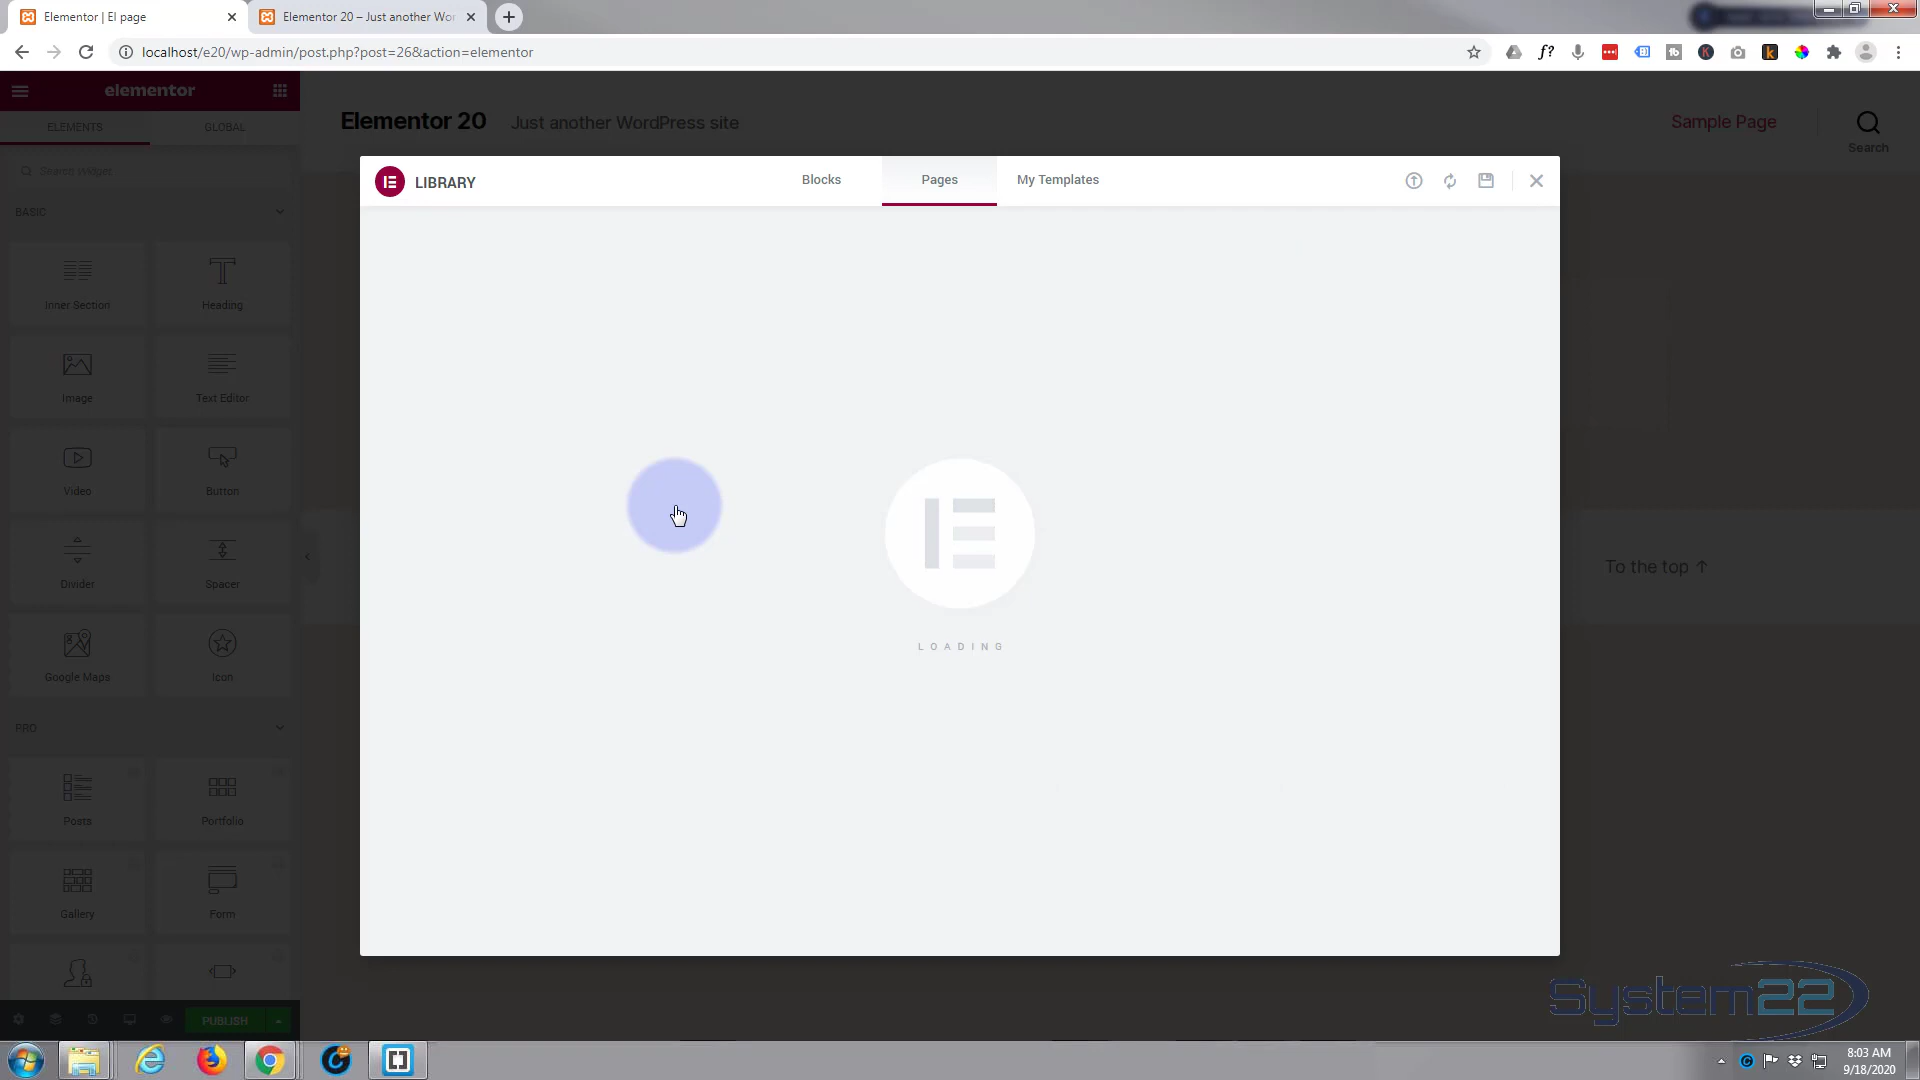 Elementor | El page
Elementor 20 – Just another Wor
localhost/e20/wp-admin/post.php?post=26&action=elementor
elementor
ELEMENTS
GLOBAL
Search Widget
BASIC
Inner Section
Heading
Image
Text Editor
Video
Button
Divider
Spacer
Google Maps
Icon
PRO
Posts
Portfolio
Gallery
Form
PUBLISH
Elementor 20
Just another WordPress site
Sample Page
Search
LIBRARY
Blocks
Pages
My Templates
LOADING
To the top ↑
System22
8:03 AM
9/18/2020